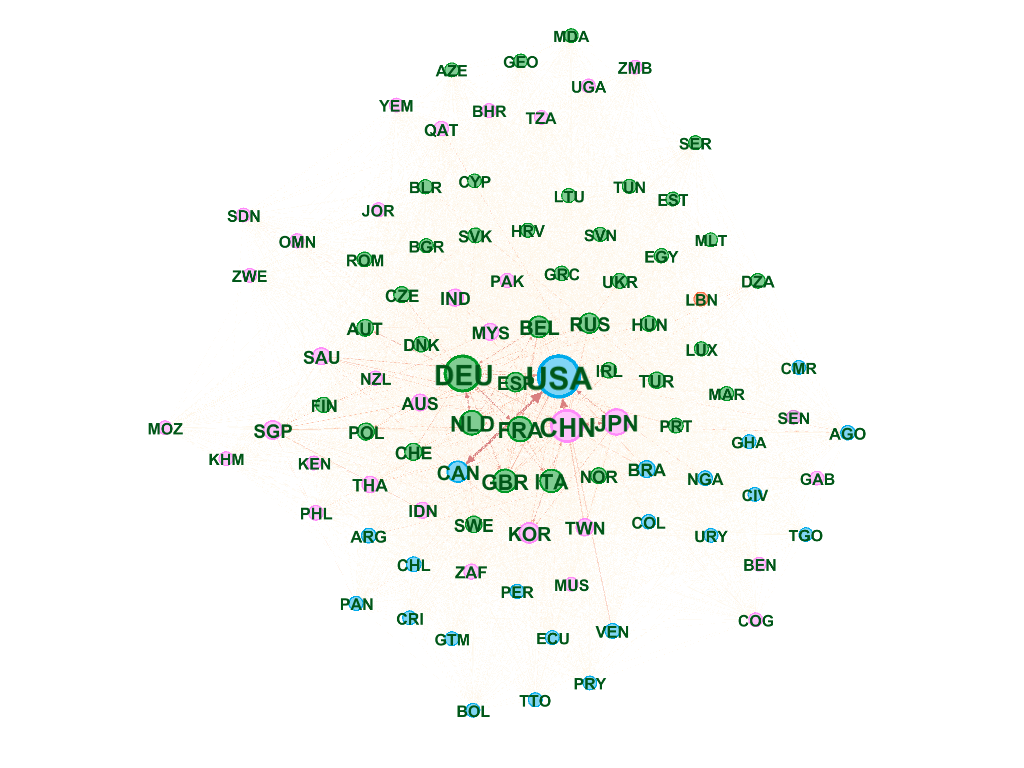 MDA
GEO
AZE
ZMB
UGA
YEM
BHR
TZA
QAT
SER
BLR
CYP
TUN
LTU
EST
JOR
SDN
HRV
SVK
SVN
MLT
OMN
BGR
EGY
ROM
ZWE
GRC
PAK
UKR
DZA
CZE
IND
LBN
AUT
BEL
RUS
HUN
MYS
DNK
LUX
SAU
CMR
IRL
DEU
USA
NZL
ESP
TUR
MAR
FIN
AUS
SEN
NLD
CHN
JPN
PRT
MOZ
SGP
POL
FRA
AGO
GHA
CHE
KHM
KEN
CAN
BRA
NOR
NGA
GAB
THA
GBR
ITA
CIV
IDN
PHL
SWE
COL
TWN
KOR
ARG
URY
TGO
CHL
BEN
ZAF
MUS
PER
PAN
CRI
COG
VEN
GTM
ECU
PRY
TTO
BOL